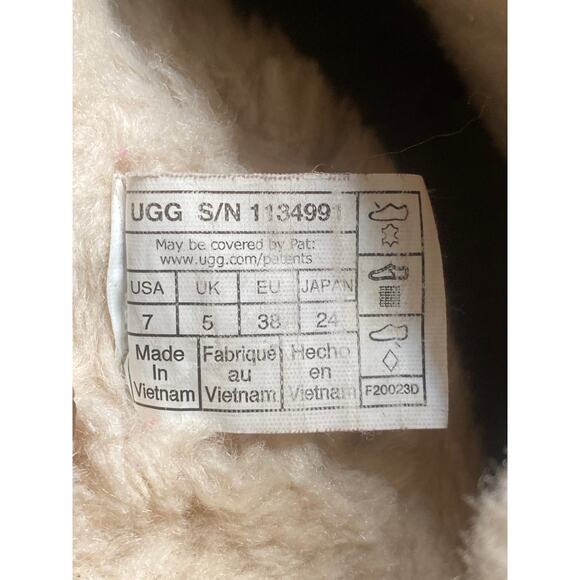 UGG S/N 1134991
May be covered by Pat:
www.ugg.com/patents
USA UK EU JAPAN
7 5 38 24
Made In Vietnam
Fabriqué au Vietnam
Hecho en Vietnam
F20023D